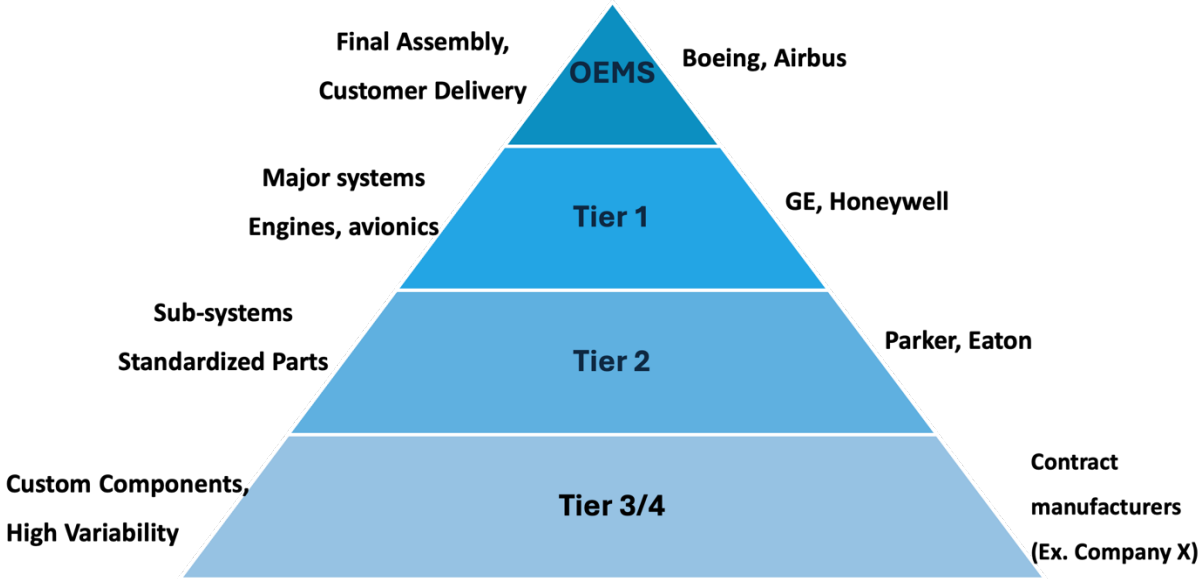 Final Assembly,
Customer Delivery
OEMS
Boeing, Airbus
Major systems
Engines, avionics
Tier 1
GE, Honeywell
Sub-systems
Standardized Parts
Tier 2
Parker, Eaton
Custom Components,
High Variability
Tier 3/4
Contract
manufacturers
(Ex. Company X)